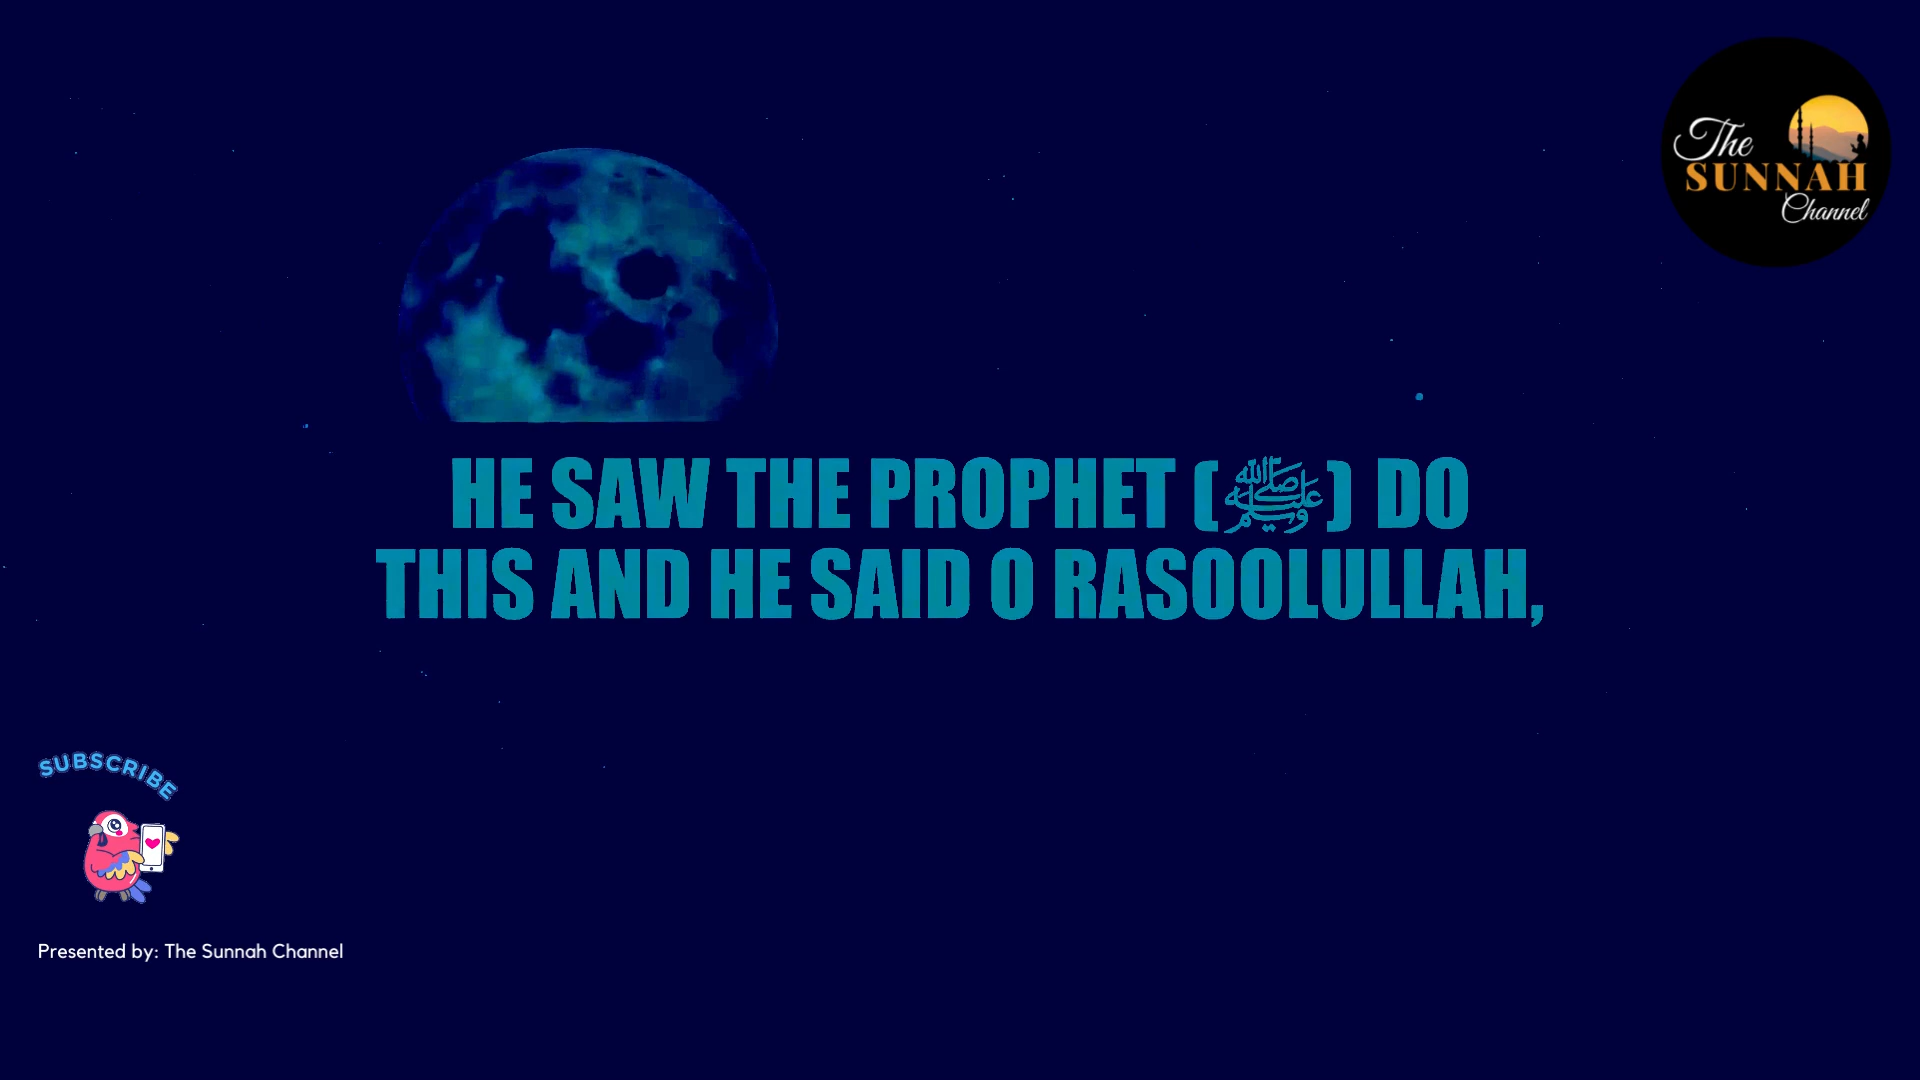 The
SUNNAH
Channel
HE SAW THE PROPHET (ﷺ) DO
THIS AND HE SAID O RASOOLULLAH,
SUBSCRIBE
Presented by: The Sunnah Channel